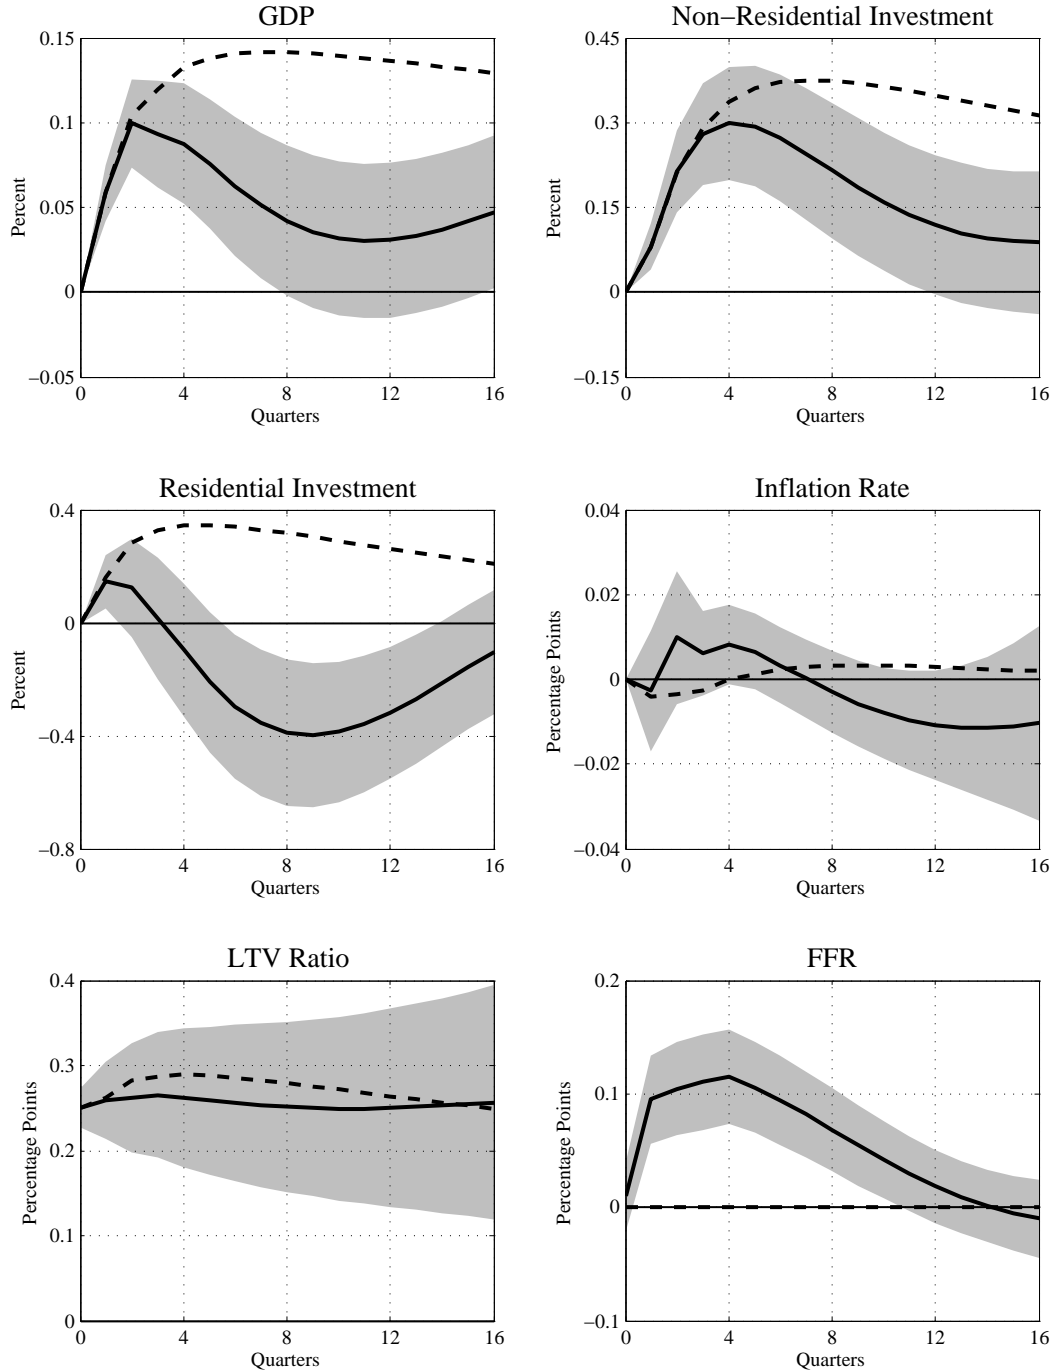 GDP
0.15
0.1
0.05
0
−0.05
Percent
0 4 8 12 16
Quarters
Non−Residential Investment
0.45
0.3
0.15
0
−0.15
Percent
0 4 8 12 16
Quarters
Residential Investment
0.4
0
−0.4
−0.8
Percent
0 4 8 12 16
Quarters
Inflation Rate
0.04
0.02
0
−0.02
−0.04
Percentage Points
0 4 8 12 16
Quarters
LTV Ratio
0.4
0.3
0.2
0.1
0
Percentage Points
0 4 8 12 16
Quarters
FFR
0.2
0.1
0
−0.1
Percentage Points
0 4 8 12 16
Quarters